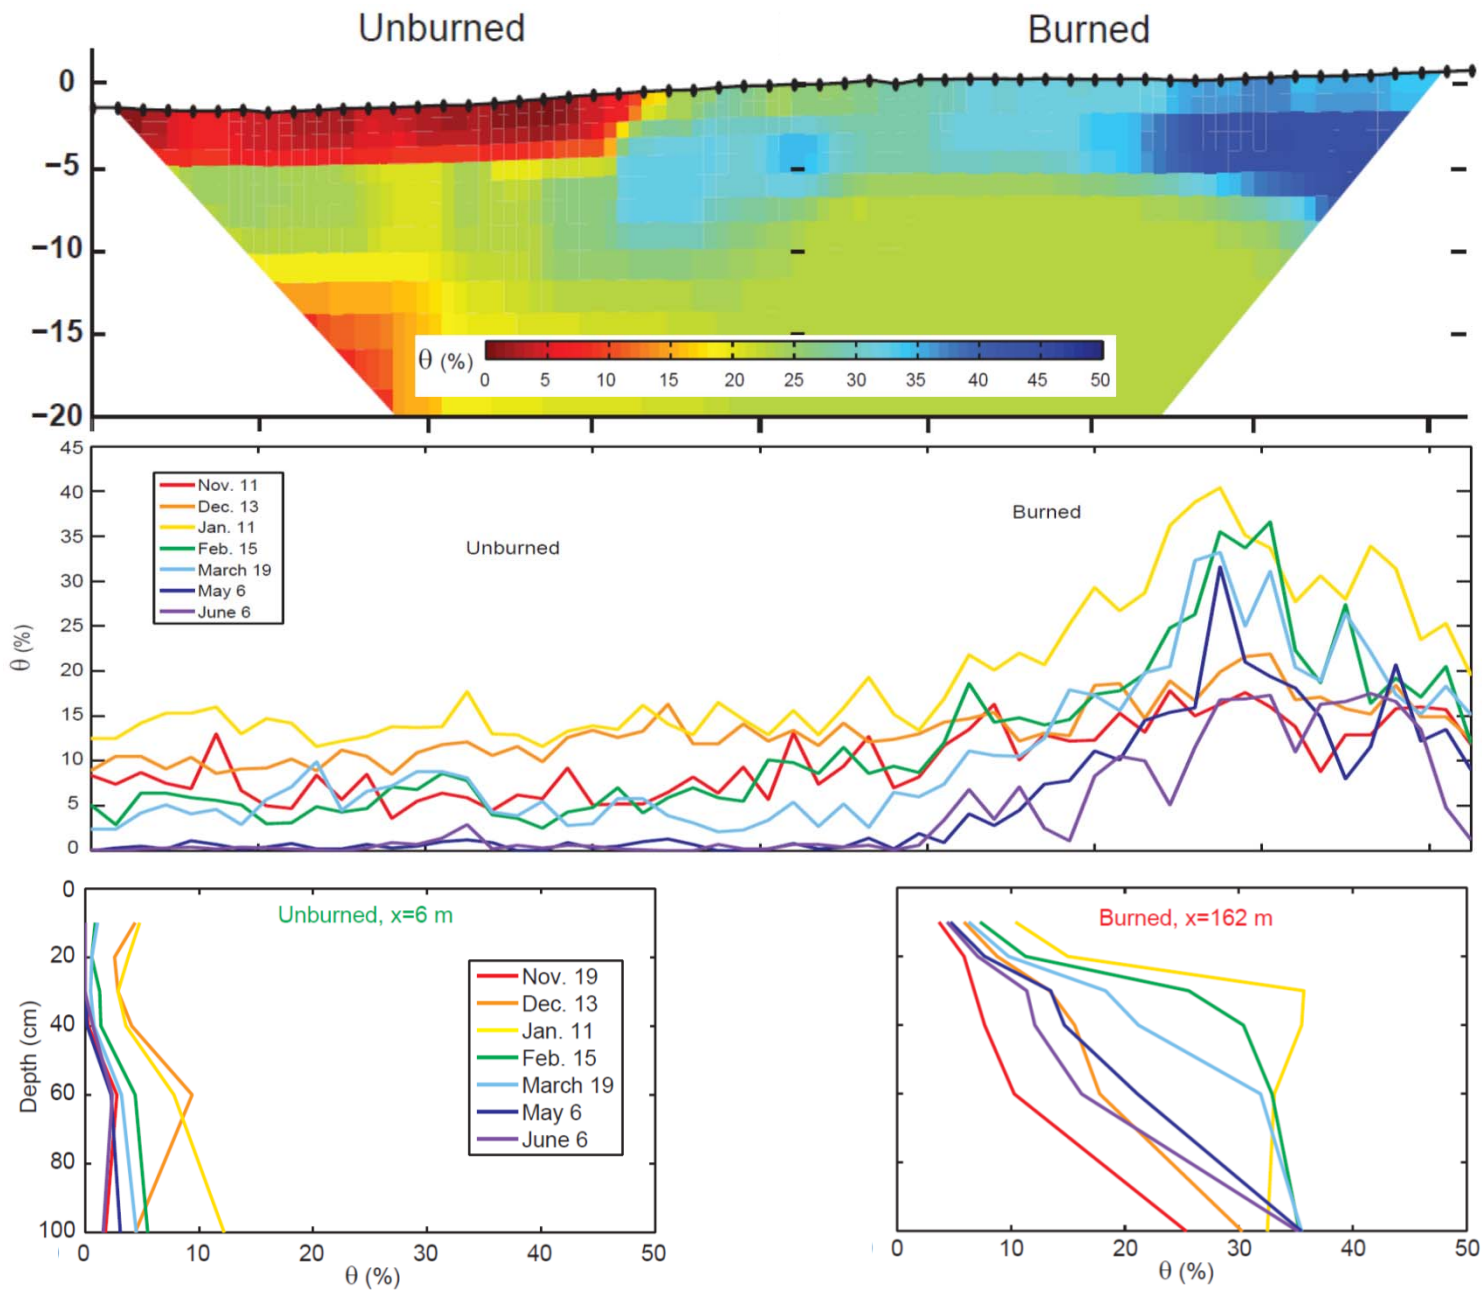 Unburned Burned
0
−5
−10
−15
−20
θ (%)
0 5 10 15 20 25 30 35 40 45 50
45
40
35
30
25
20
15
10
5
0
θ (%)
Nov. 11
Dec. 13
Jan. 11
Feb. 15
March 19
May 6
June 6
Unburned
Burned
0
20
40
60
80
100
Depth (cm)
Unburned, x=6 m
Nov. 19
Dec. 13
Jan. 11
Feb. 15
March 19
May 6
June 6
0 10 20 30 40 50
θ (%)
Burned, x=162 m
0 10 20 30 40 50
θ (%)